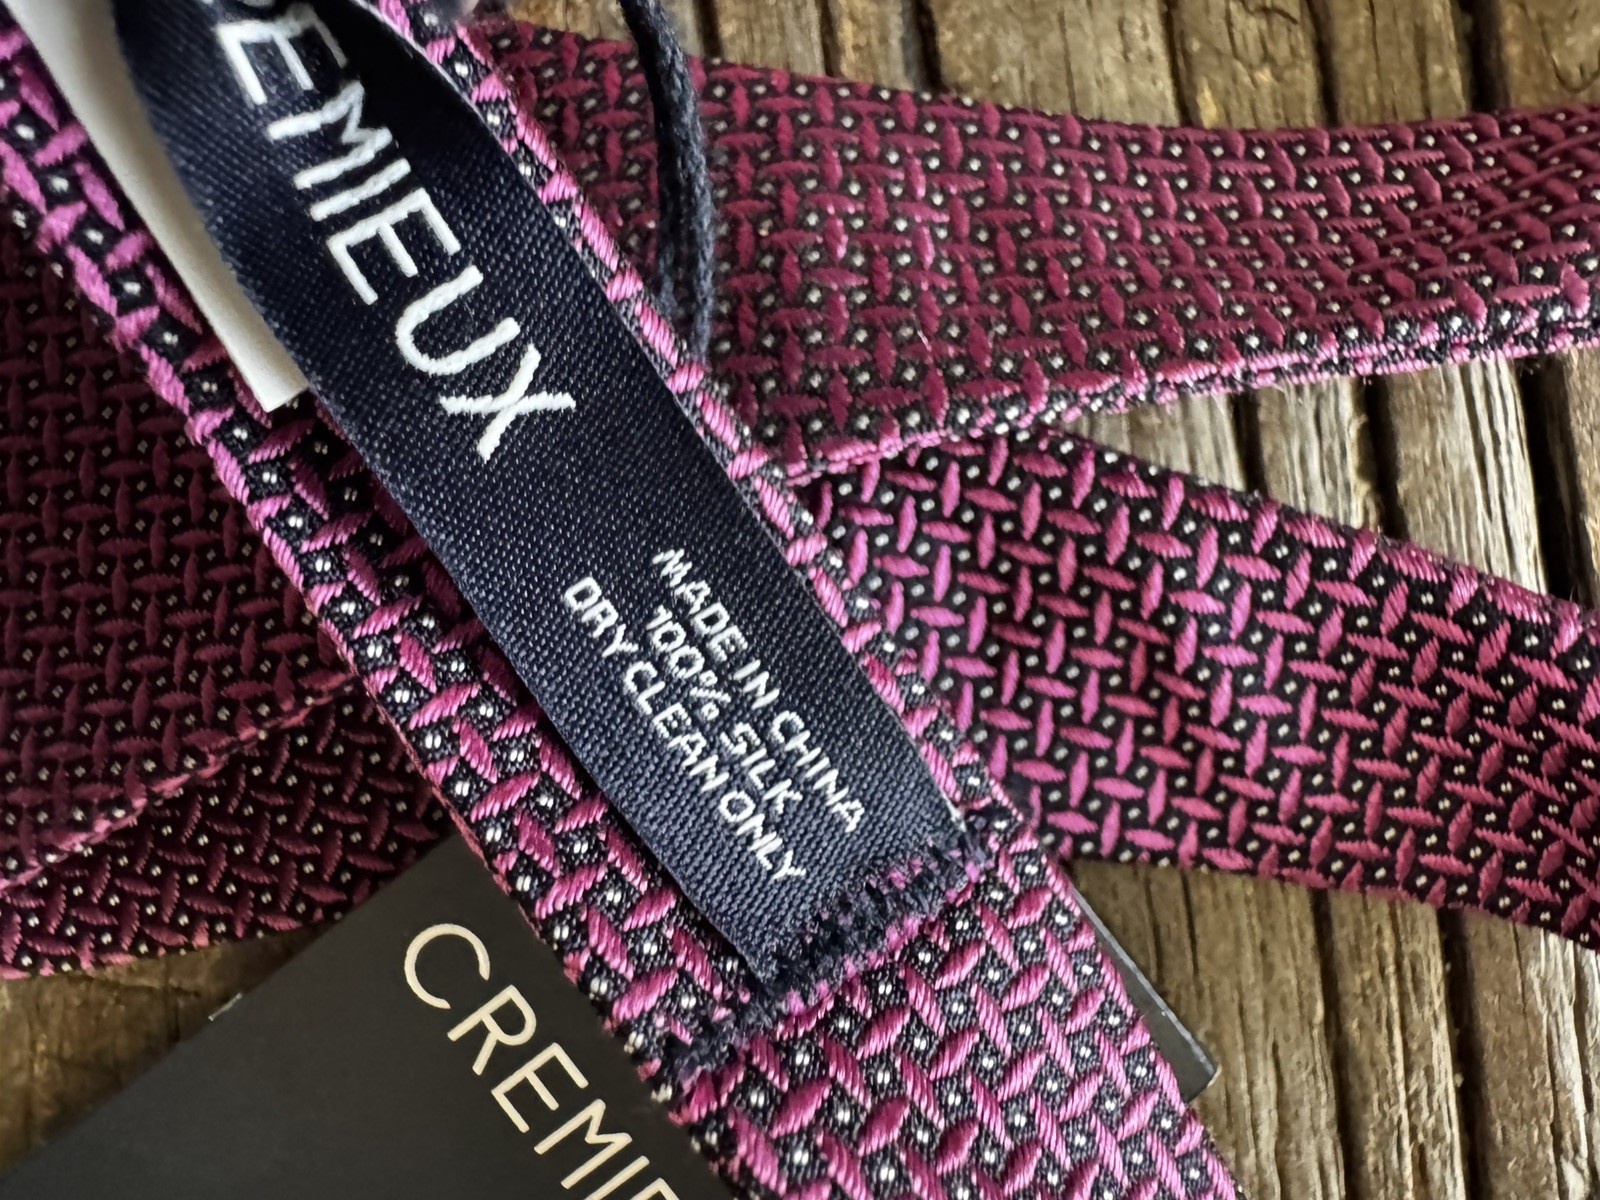 EMIEUX
MADE IN CHINA
100% SILK
DRY CLEAN ONLY
CREMIE